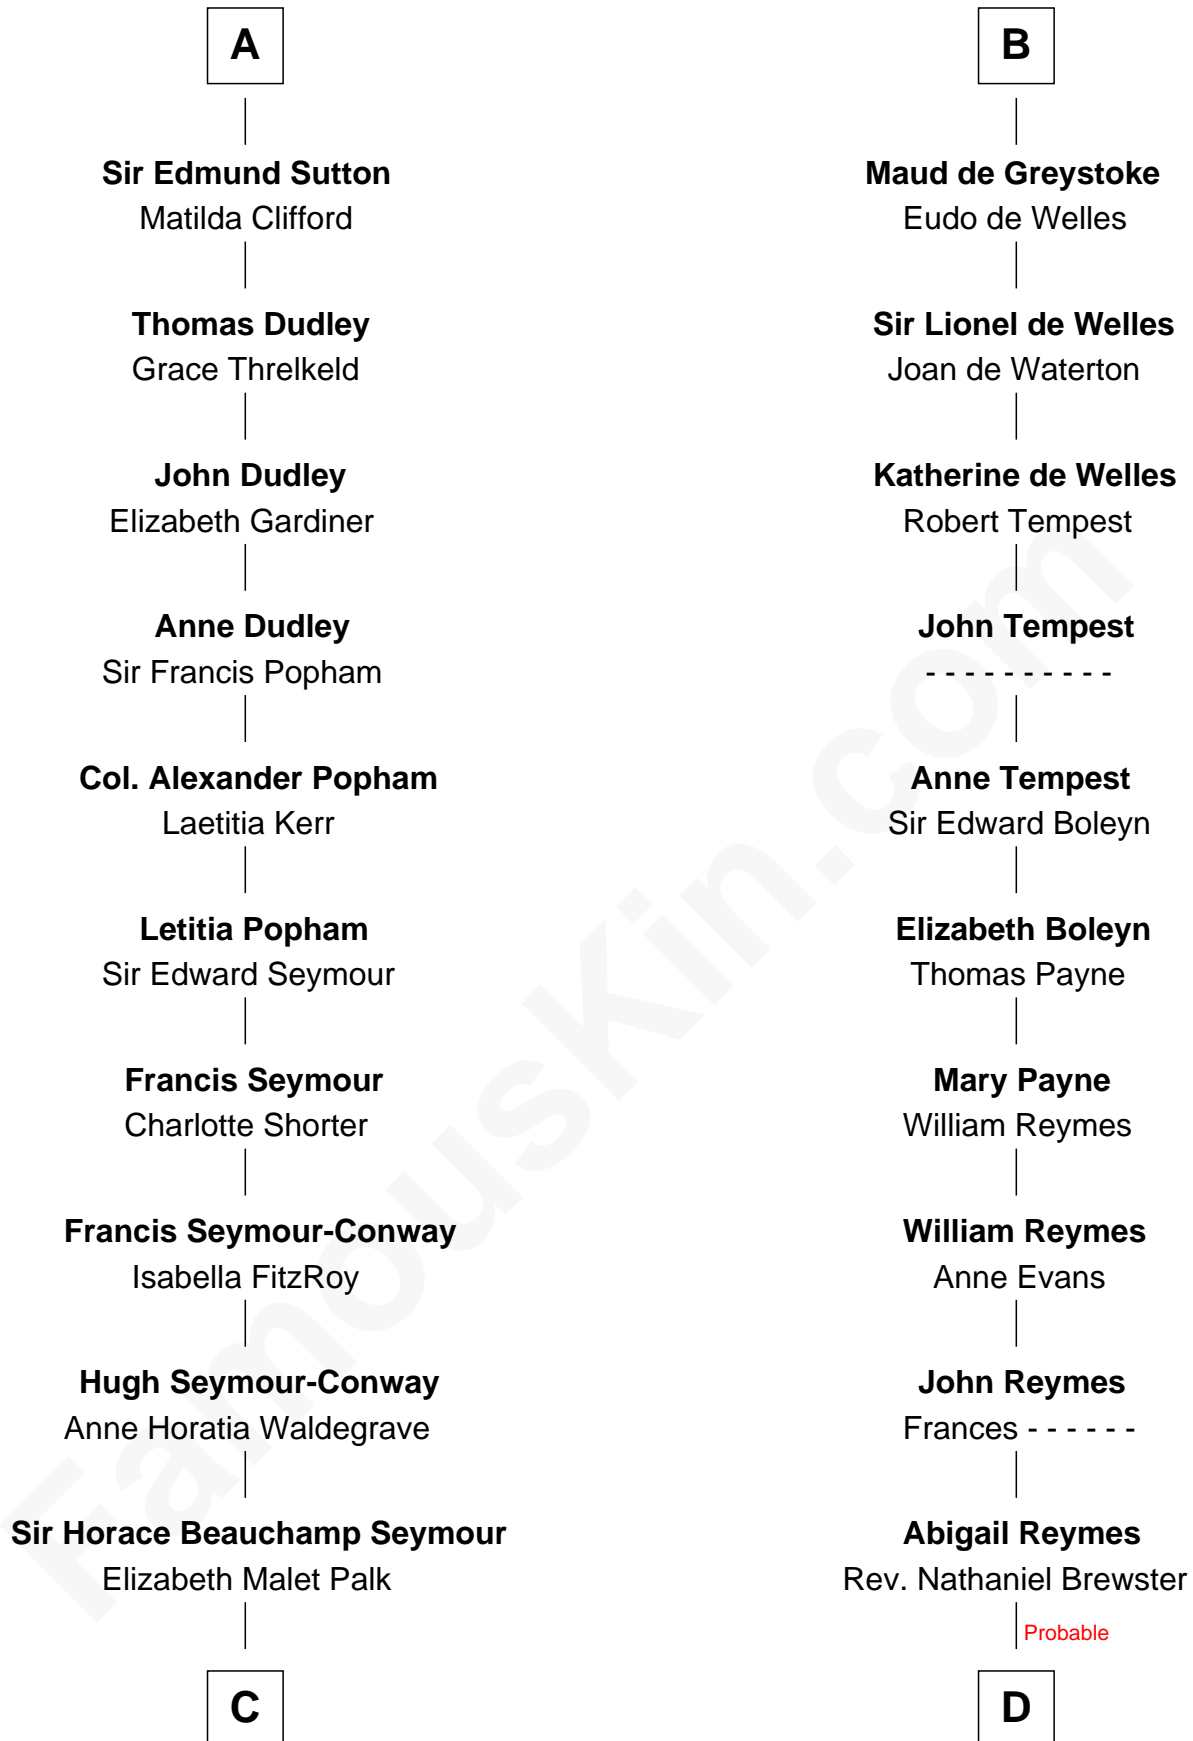 A
Sir Edmund Sutton
Matilda Clifford
Thomas Dudley
Grace Threlkeld
John Dudley
Elizabeth Gardiner
Anne Dudley
Sir Francis Popham
Col. Alexander Popham
Laetitia Kerr
Letitia Popham
Sir Edward Seymour
Francis Seymour
Charlotte Shorter
Francis Seymour-Conway
Isabella FitzRoy
Hugh Seymour-Conway
Anne Horatia Waldegrave
Sir Horace Beauchamp Seymour
Elizabeth Malet Palk
C
B
Maud de Greystoke
Eudo de Welles
Sir Lionel de Welles
Joan de Waterton
Katherine de Welles
Robert Tempest
John Tempest
- - - - - - - - - -
Anne Tempest
Sir Edward Boleyn
Elizabeth Boleyn
Thomas Payne
Mary Payne
William Reymes
William Reymes
Anne Evans
John Reymes
Frances - - - - - -
Abigail Reymes
Rev. Nathaniel Brewster
Probable
D
FamousKin.com